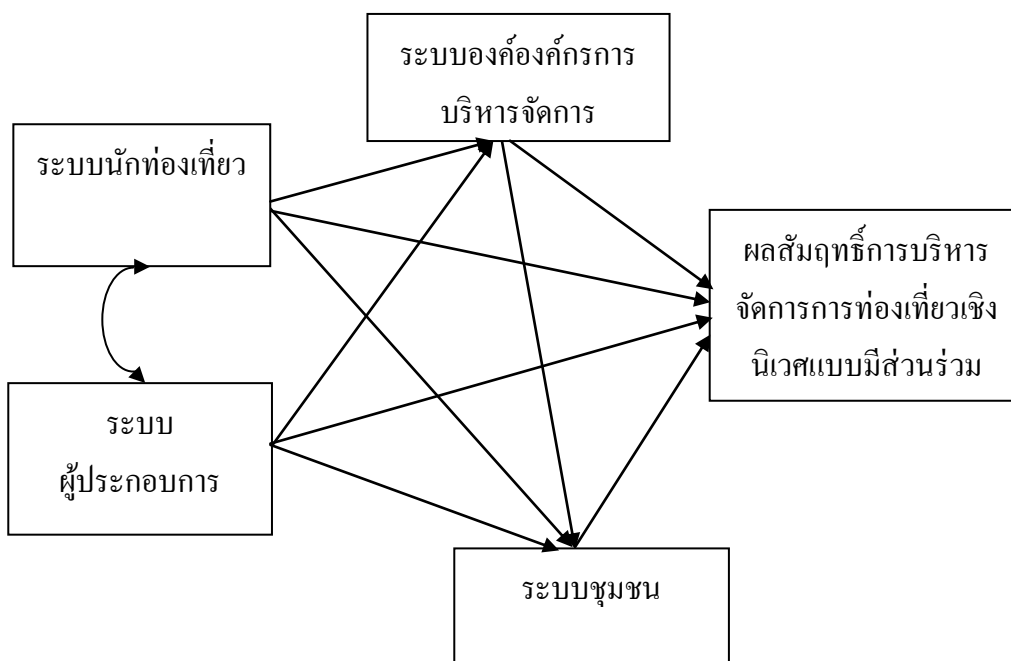 ระบบองค์องค์กรการ
บริหารจัดการ
ระบบนักท่องเที่ยว
ผลสัมฤทธิ์การบริหาร
จัดการการท่องเที่ยวเชิง
นิเวศแบบมีส่วนร่วม
ระบบ
ผู้ประกอบการ
ระบบชุมชน